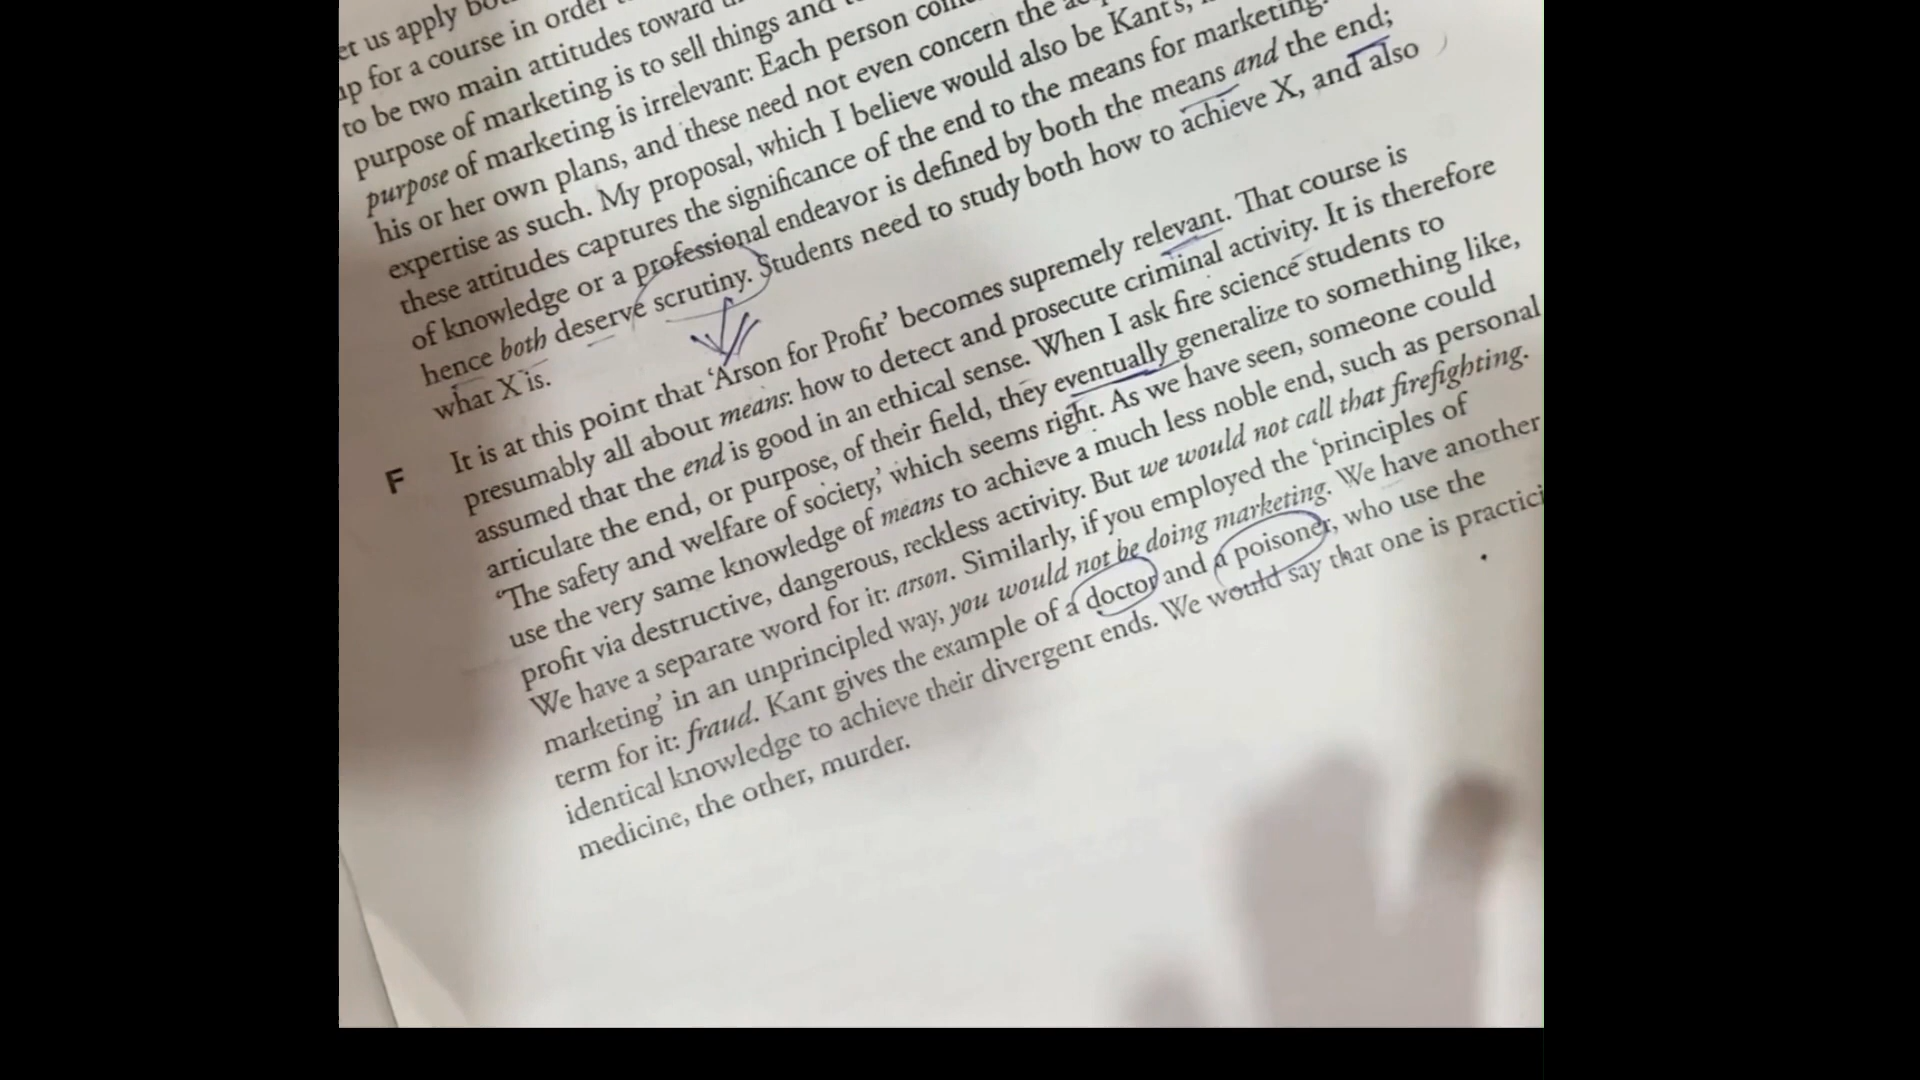 et us apply bo
up for a course in order
to be two main attitudes toward
purpose of marketing is to sell things and
purpose of marketing is irrelevant: Each person com
his or her own plans, and these need not even concern the
expertise as such. My proposal, which I believe would also be Kant's,
these attitudes captures the significance of the end to the means for marketing.
of knowledge or a professional endeavor is defined by both the means and the end;
hence both deserve scrutiny. Students need to study both how to achieve X, and also
what X is.
F It is at this point that 'Arson for Profit' becomes supremely relevant. That course is
presumably all about means: how to detect and prosecute criminal activity. It is therefore
assumed that the end is good in an ethical sense. When I ask fire science students to
articulate the end, or purpose, of their field, they eventually generalize to something like,
'The safety and welfare of society,' which seems right. As we have seen, someone could
use the very same knowledge of means to achieve a much less noble end, such as personal
profit via destructive, dangerous, reckless activity. But we would not call that firefighting.
We have a separate word for it: arson. Similarly, if you employed the 'principles of
marketing' in an unprincipled way, you would not be doing marketing. We have another
term for it: fraud. Kant gives the example of a doctor and a poisoner, who use the
identical knowledge to achieve their divergent ends. We would say that one is practici
medicine, the other, murder.